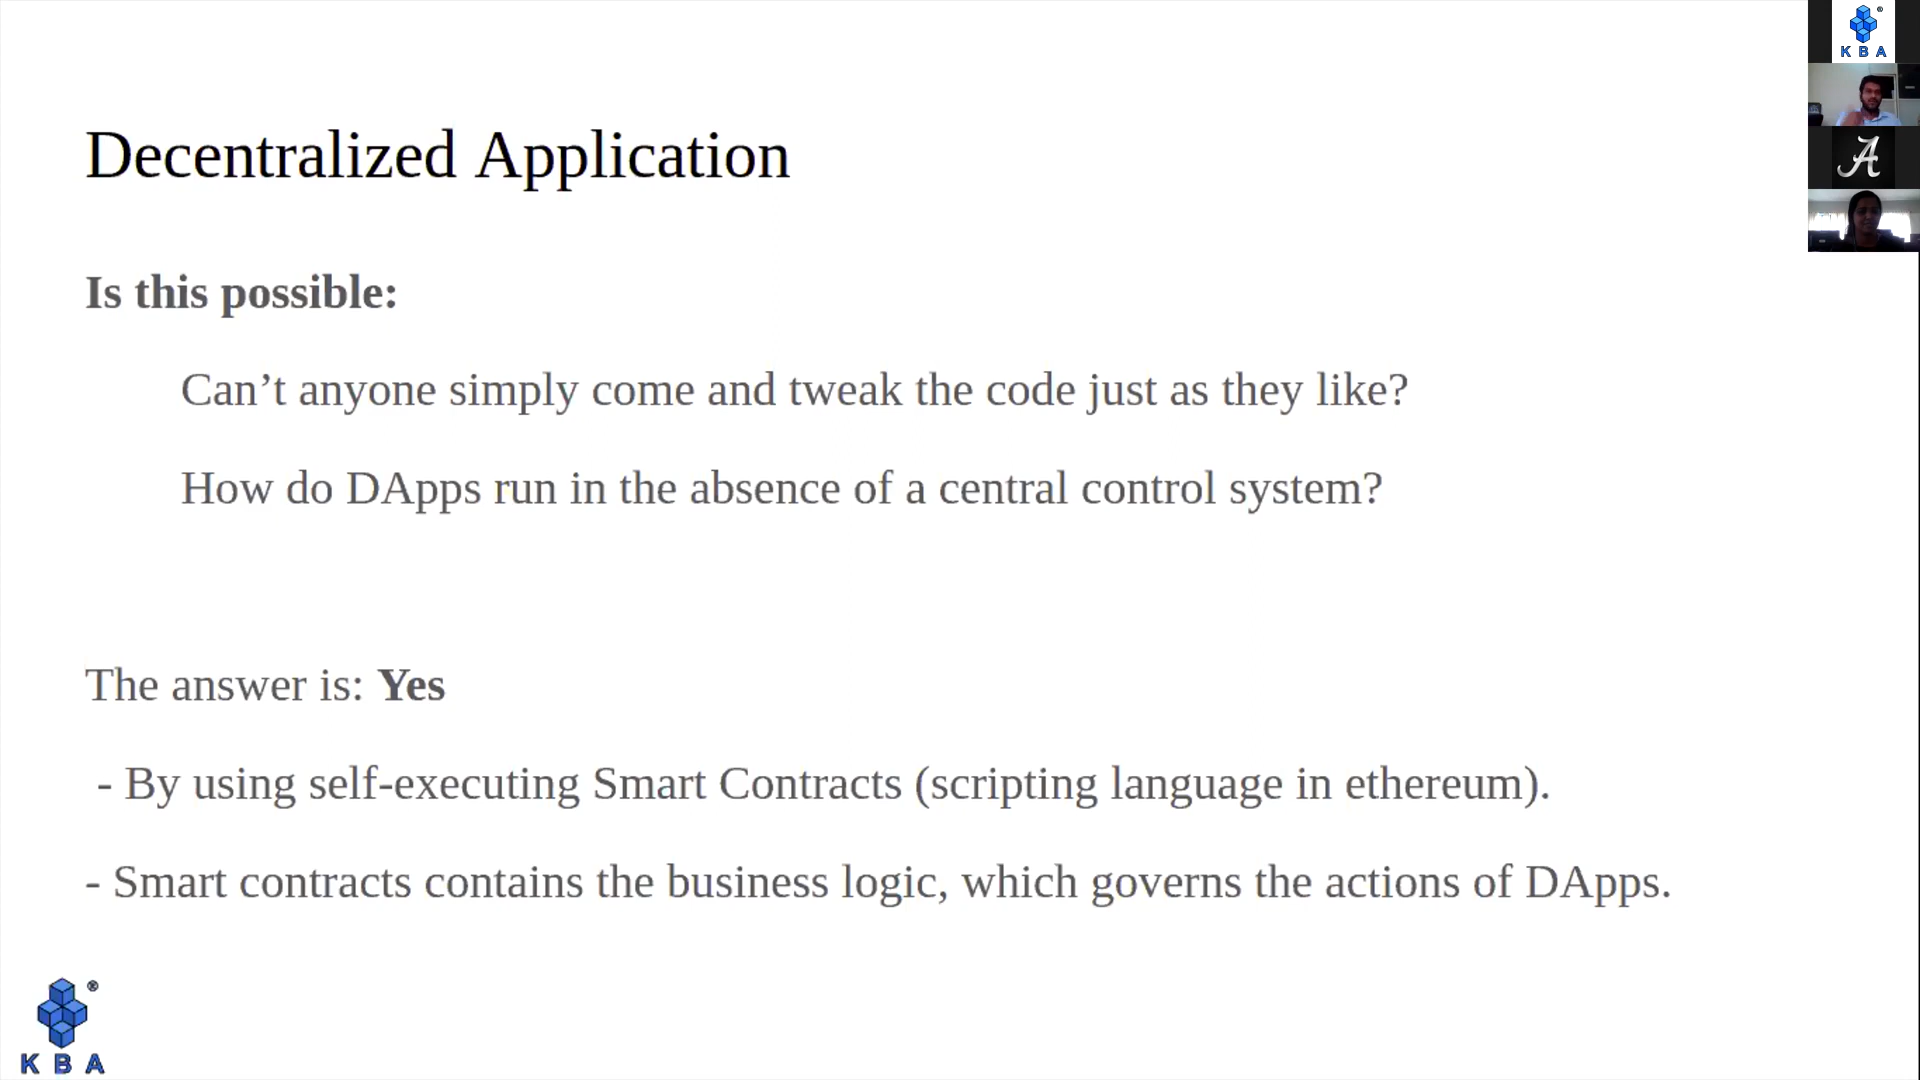 Decentralized Application
Is this possible:
Can’t anyone simply come and tweak the code just as they like?
How do DApps run in the absence of a central control system?
The answer is: Yes
- By using self-executing Smart Contracts (scripting language in ethereum).
- Smart contracts contains the business logic, which governs the actions of DApps.
®
K B A
®
K B A
A